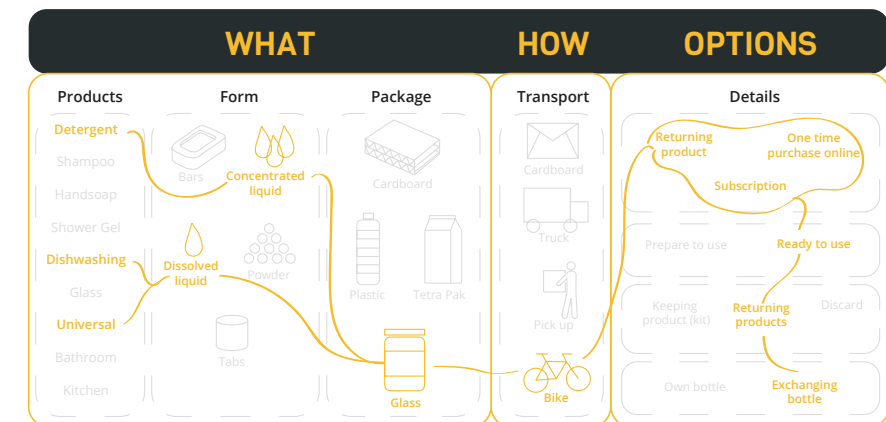 WHAT
HOW
OPTIONS
Products
Form
Package
Transport
Details
Detergent
Shampoo
Handsoap
Shower Gel
Dishwashing
Glass
Universal
Bathroom
Kitchen
Bars
Concentrated
liquid
Dissolved
liquid
Powder
Tabs
Cardboard
Plastic
Tetra Pak
Glass
Cardboard
Truck
Pick up
Bike
Returning
product
One time
purchase online
Subscription
Prepare to use
Ready to use
Keeping
product (kit)
Returning
products
Discard
Own bottle
Exchanging
bottle